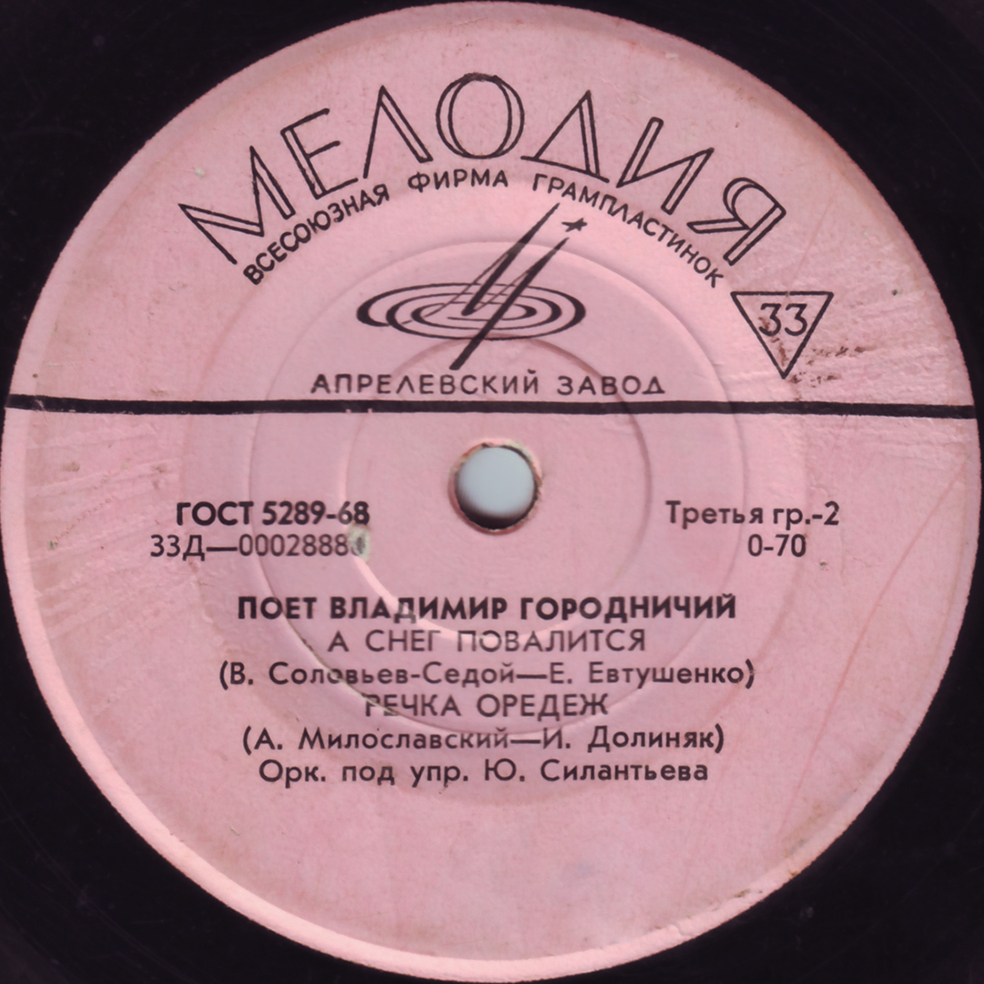 МЕЛОДИЯ
ВСЕСОЮЗНАЯ ФИРМА ГРАМПЛАСТИНОК
33
АПРЕЛЕВСКИЙ ЗАВОД
ГОСТ 5289-68
Третья гр.-2
0-70
ПОЕТ ВЛАДИМИР ГОРОДНИЧИЙ
А СНЕГ ПОВАЛИТСЯ
(В. Соловьев-Седой—Е. Евтушенко)
РЕЧКА ОРЕДЕЖ
(А. Милославский—И. Долиняк)
Орк. под упр. Ю. Силантьева